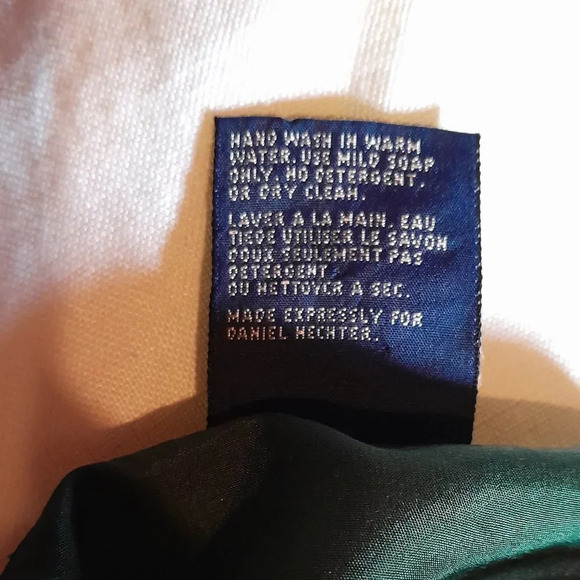 HAND WASH IN WARM
WATER. USE MILD SOAP
ONLY, NO DETERGENT.
OR DRY CLEAN.
LAVER A LA MAIN, EAU
TIEDE UTILISER LE SAVON
DOUX SEULEMENT PAS
DETERGENT.
OU NETTOYER A SEC.
MADE EXPRESSLY FOR
DANIEL HECHTER.